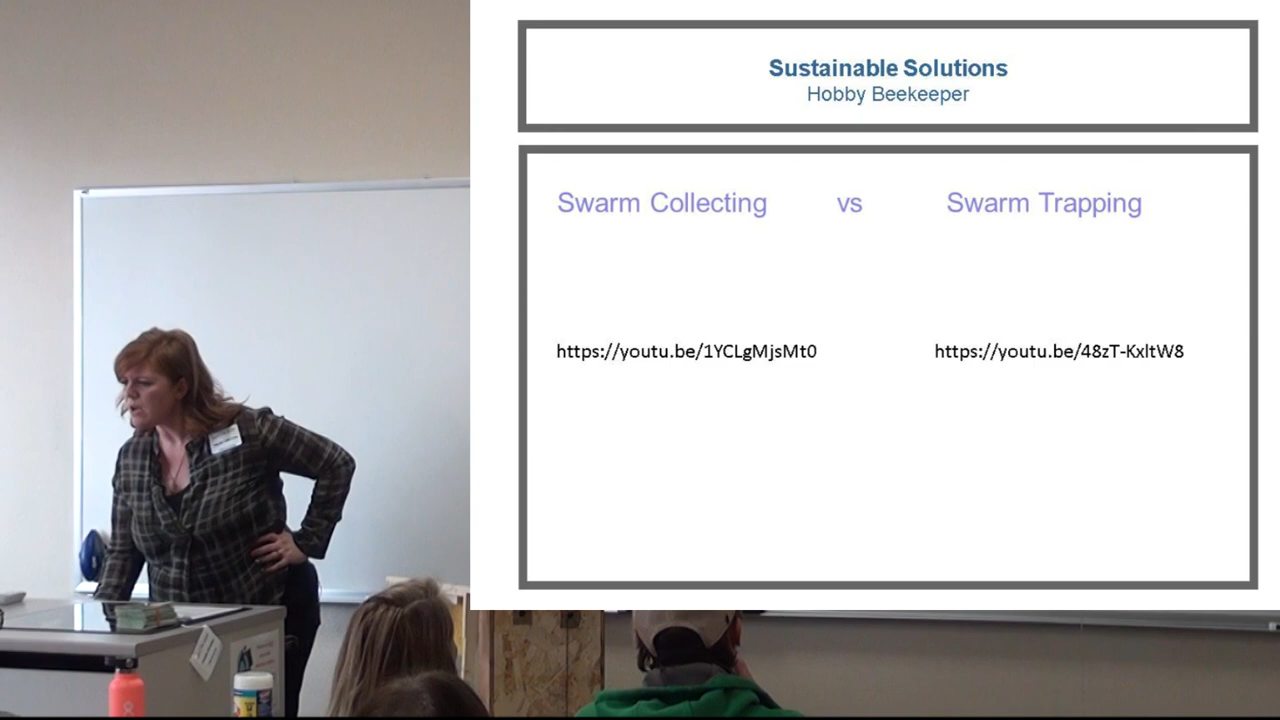 Sustainable Solutions
Hobby Beekeeper
Swarm Collecting vs Swarm Trapping
https://youtu.be/1YCLgMjsMt0 https://youtu.be/48zT-KxltW8